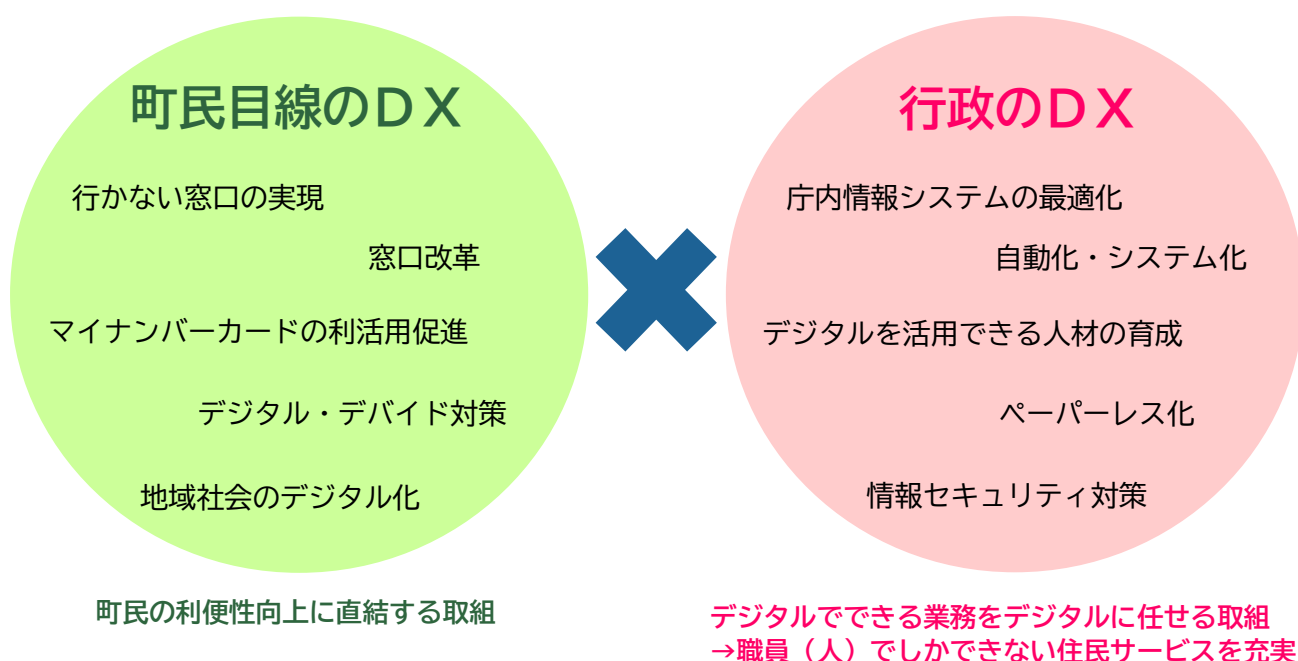 町民目線のＤＸ
行かない窓口の実現
窓口改革
マイナンバーカードの利活用促進
デジタル・デバイド対策
地域社会のデジタル化
町民の利便性向上に直結する取組
行政のＤＸ
庁内情報システムの最適化
自動化・システム化
デジタルを活用できる人材の育成
ペーパーレス化
情報セキュリティ対策
デジタルでできる業務をデジタルに任せる取組
→職員（人）でしかできない住民サービスを充実